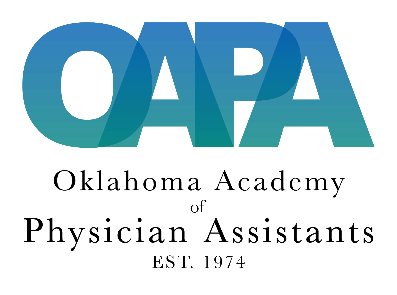 OAPA
Oklahoma Academy
of
Physician Assistants
EST. 1974